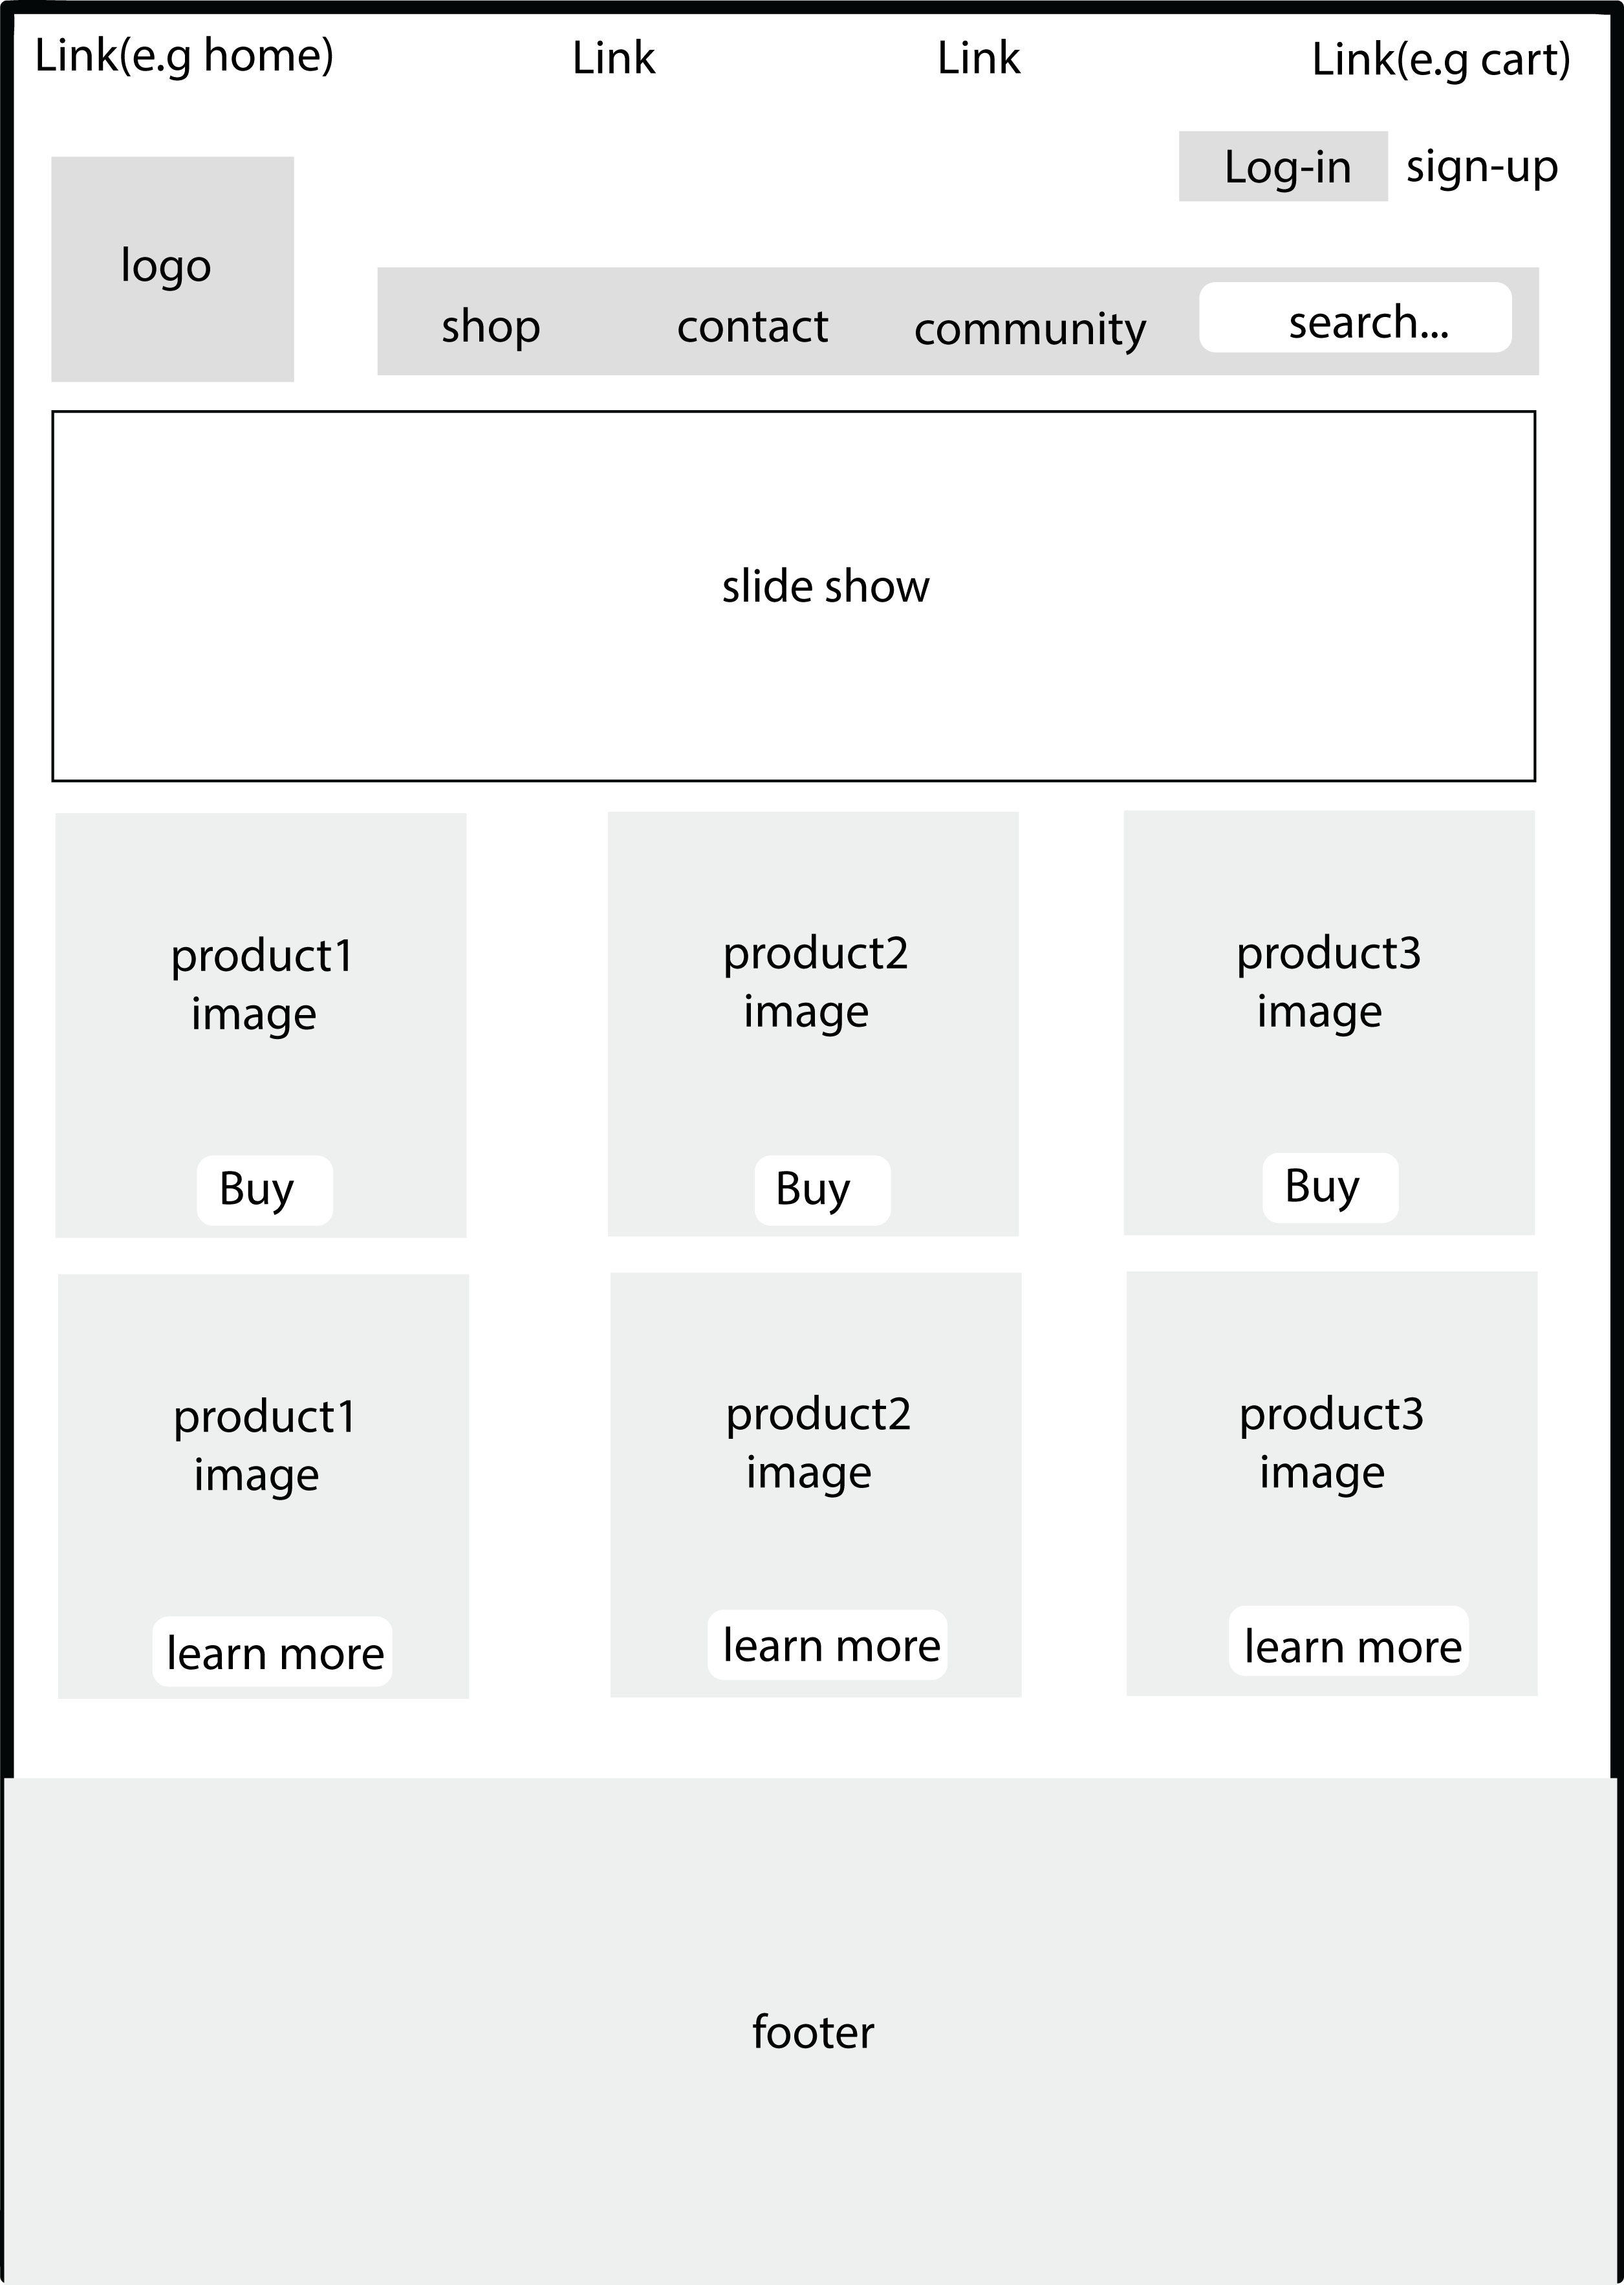 Link(e.g home) Link Link Link(e.g cart)
Log-in sign-up
logo
shop contact community search...
slide show
product1 product2 product3
image image image
Buy Buy Buy
product1 product2 product3
image image image
learn more learn more learn more
footer